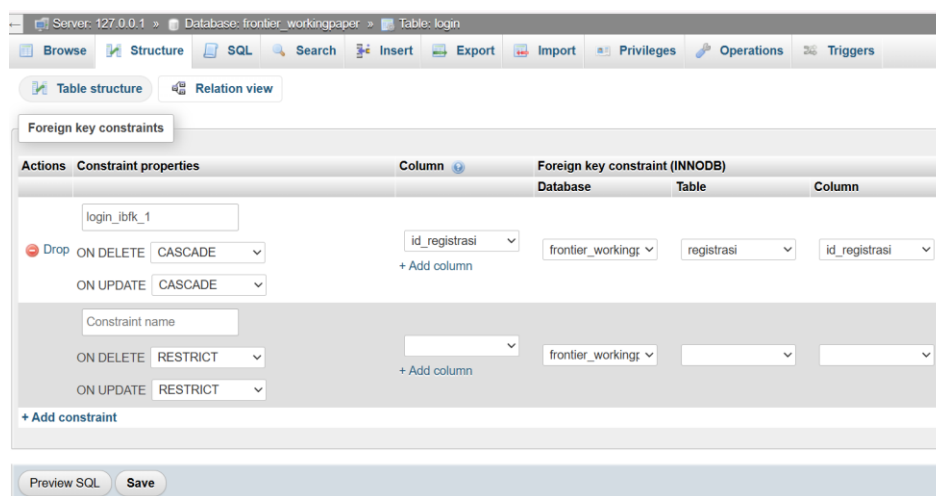 Server: 127.0.0.1 » Database: frontier_workingpaper » Table: login
Browse Structure SQL Search Insert Export Import Privileges Operations Triggers
Table structure Relation view
Foreign key constraints
Actions Constraint properties Column Foreign key constraint (INNODB)
Database Table Column
login_ibfk_1
Drop ON DELETE CASCADE id_registrasi frontier_workingp registrasi id_registrasi
+ Add column
ON UPDATE CASCADE
Constraint name
ON DELETE RESTRICT frontier_workingp
+ Add column
ON UPDATE RESTRICT
+ Add constraint
Preview SQL Save